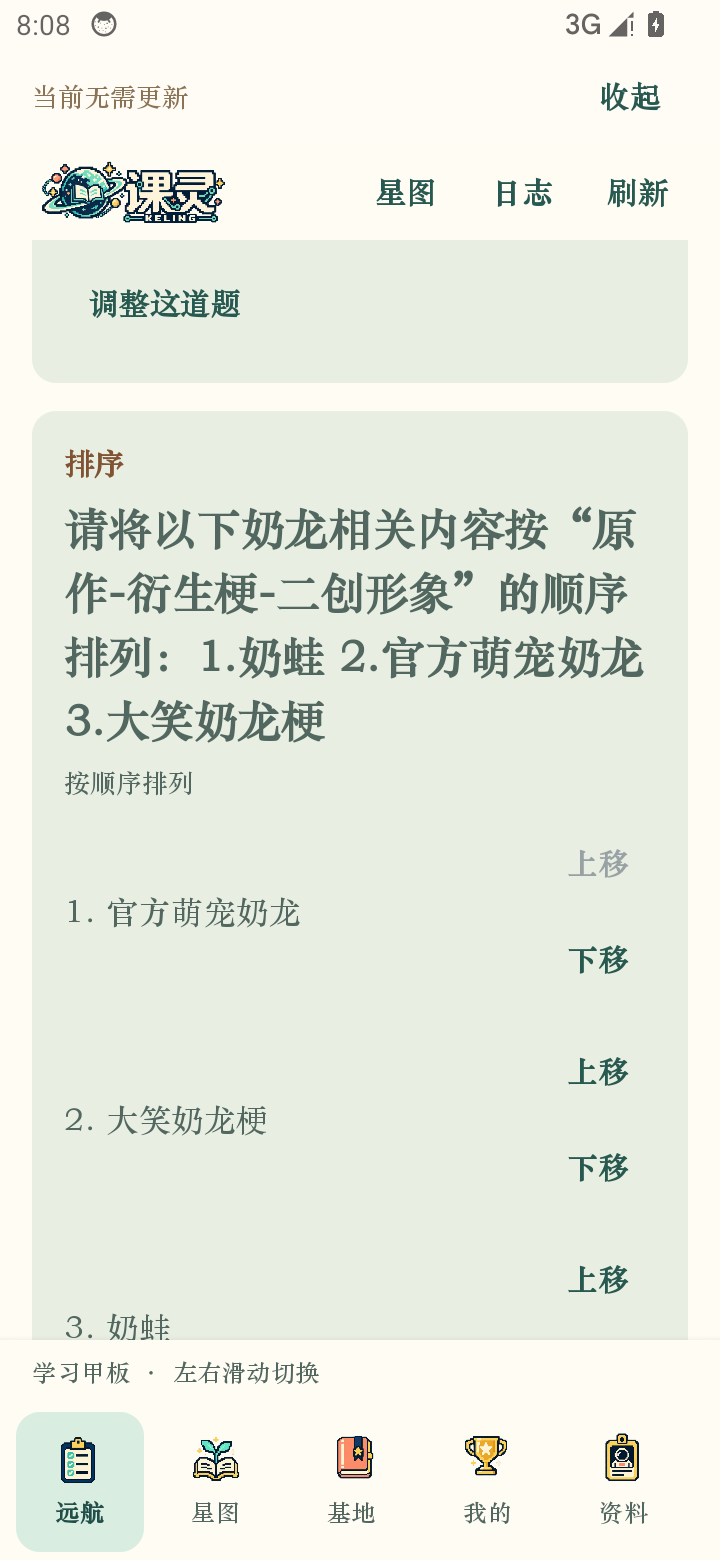 8:08
3G
当前无需更新
收起
课灵
KELING
星图
日志
刷新
调整这道题
排序
请将以下奶龙相关内容按“原
作-衍生梗-二创形象”的顺序
排列：1.奶蛙 2.官方萌宠奶龙
3.大笑奶龙梗
按顺序排列
上移
1. 官方萌宠奶龙
下移
上移
2. 大笑奶龙梗
下移
上移
3. 奶蛙
学习甲板 · 左右滑动切换
远航
星图
基地
我的
资料